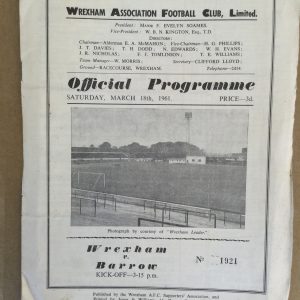 WREXHAM ASSOCIATION FOOTBALL CLUB, LIMITED.
President: MAJOR F. EVELYN SOAMES.
Vice-President: W. B. N. KINGTON, Esq., T.D.
DIRECTORS:
Chairman—Alderman E. A. McMAHON; Vice-Chairman—H. G. PHILLIPS;
J. T. DAVIES; T. H. DODD; N. EDWARDS; W. H. EVANS;
J. R. NICHOLAS; H. D. TOMLINSON; T. E. WILLIAMS;
Team Manager—W. MORRIS; Secretary—CLIFFORD LLOYD;
Ground—RACECOURSE, WREXHAM. Telephone—2414
Official Programme
SATURDAY, MARCH 18th, 1961. PRICE—3d.
Photograph by courtesy of "Wrexham Leader."
Wrexham
v.
Barrow
KICK-OFF—3-15 p.m.
Nº 1921
Published by the Wrexham A.F.C. Supporters' Association, and